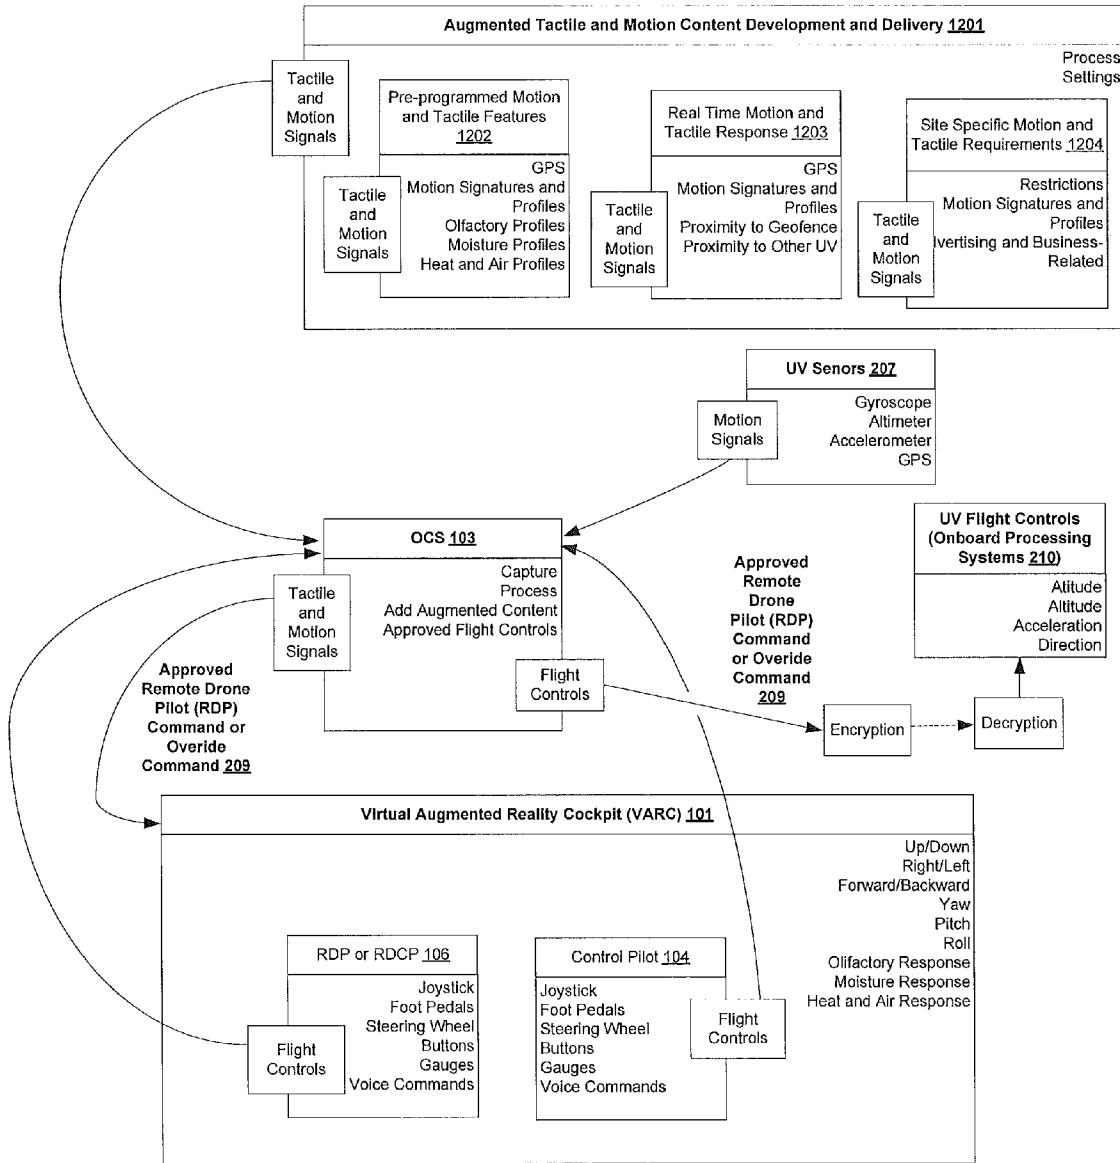 Augmented Tactile and Motion Content Development and Delivery 1201
Process
Settings
Tactile
and
Motion
Signals
Pre-programmed Motion
and Tactile Features
1202
GPS
Motion Signatures and
Profiles
Olfactory Profiles
Moisture Profiles
Heat and Air Profiles
Tactile
and
Motion
Signals
Real Time Motion and
Tactile Response 1203
GPS
Motion Signatures and
Profiles
Proximity to Geofence
Proximity to Other UV
Tactile
and
Motion
Signals
Site Specific Motion and
Tactile Requirements 1204
Restrictions
Motion Signatures and
Profiles
lvertising and Business-
Related
Tactile
and
Motion
Signals
UV Senors 207
Gyroscope
Altimeter
Accelerometer
GPS
Motion
Signals
OCS 103
Capture
Process
Add Augmented Content
Approved Flight Controls
Tactile
and
Motion
Signals
Flight
Controls
Approved
Remote
Drone
Pilot (RDP)
Command
or Overide
Command
209
UV Flight Controls
(Onboard Processing
Systems 210)
Atitude
Altitude
Acceleration
Direction
Encryption
Decryption
Approved
Remote Drone
Pilot (RDP)
Command or
Overide
Command 209
Virtual Augmented Reality Cockpit (VARC) 101
Up/Down
Right/Left
Forward/Backward
Yaw
Pitch
Roll
Olifactory Response
Moisture Response
Heat and Air Response
RDP or RDCP 106
Joystick
Foot Pedals
Steering Wheel
Buttons
Gauges
Voice Commands
Flight
Controls
Control Pilot 104
Joystick
Foot Pedals
Steering Wheel
Buttons
Gauges
Voice Commands
Flight
Controls